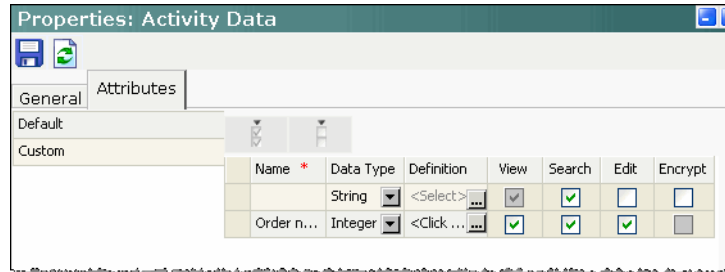 Properties: Activity Data
General
Attributes
Default
Custom
Name * Data Type Definition View Search Edit Encrypt
String <Select> ...
Order n... Integer <Click ... ...